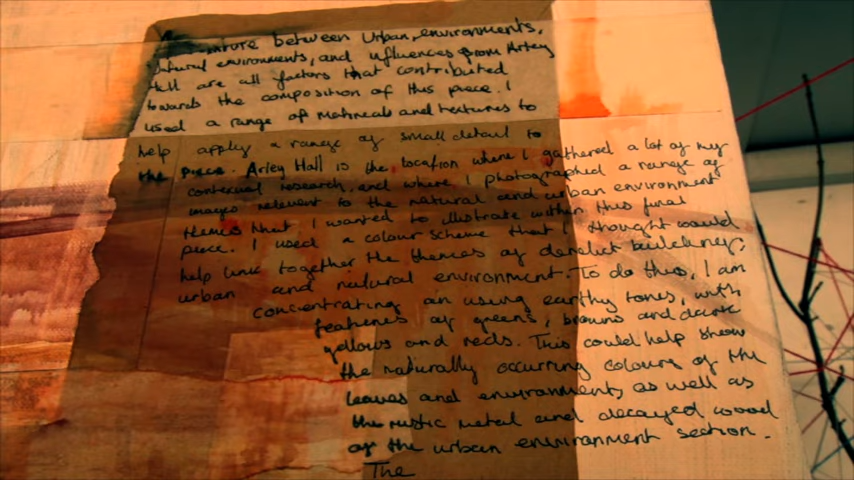 between Urban, environments,
natural environments, and influences from Arley
Hall are all factors that contributed
towards the composition of this piece. I
used a range of materials and textures to
help apply a range of small detail to
the piece. Arley Hall is the location where I gathered a lot of my
contextual research, and where I photographed a range of
images relevant to the natural and urban environment
themes that I wanted to illustrate within this final
peice. I used a colour scheme that I thought would
help link together the themes of derelict buildings,
urban and natural environment. To do this, I am
concentrating on using earthy tones, with
features of greens, browns and dark
yellows and reds. This could help show
the naturally occurring colours of the
leaves and environments, as well as
the rustic metal and decayed wood
of the urban environment section.
The